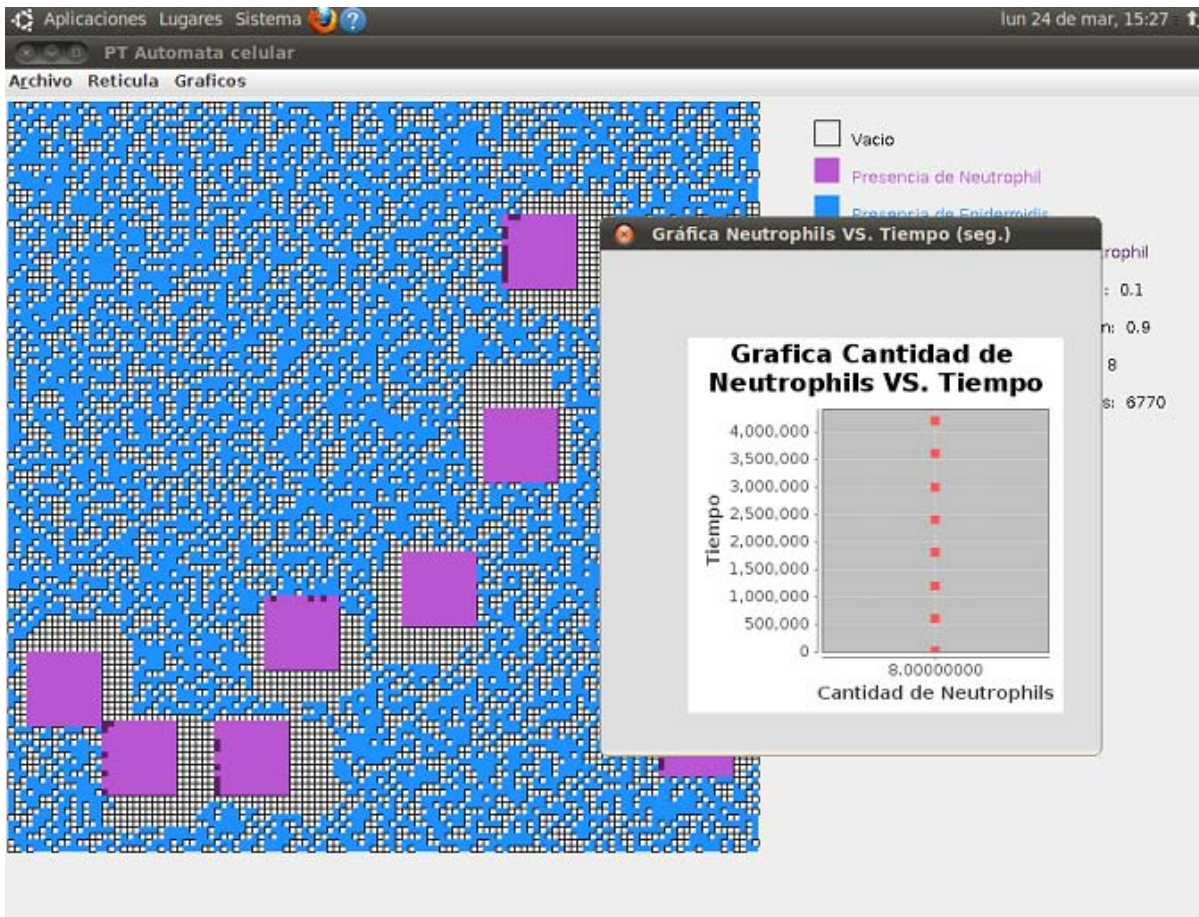 Aplicaciones Lugares Sistema
lun 24 de mar, 15:27
PT Automata celular
Archivo Reticula Graficos
Vacio
Presencia de Neutrophil
Presencia de Epidermidis
Gráfica Neutrophils VS. Tiempo (seg.)
: 0.1
0.9
8
6770
Grafica Cantidad de
Neutrophils VS. Tiempo
Tiempo
4,000,000
3,500,000
3,000,000
2,500,000
2,000,000
1,500,000
1,000,000
500,000
0
8.00000000
Cantidad de Neutrophils